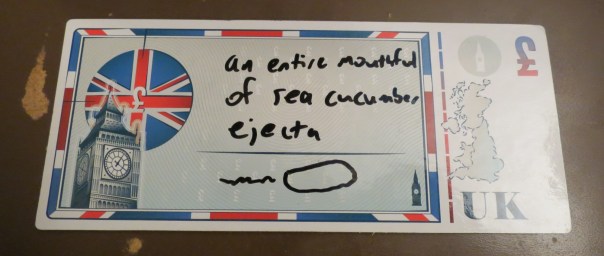 an entire mouthful
of sea cucumber
ejecta
£
£
UK